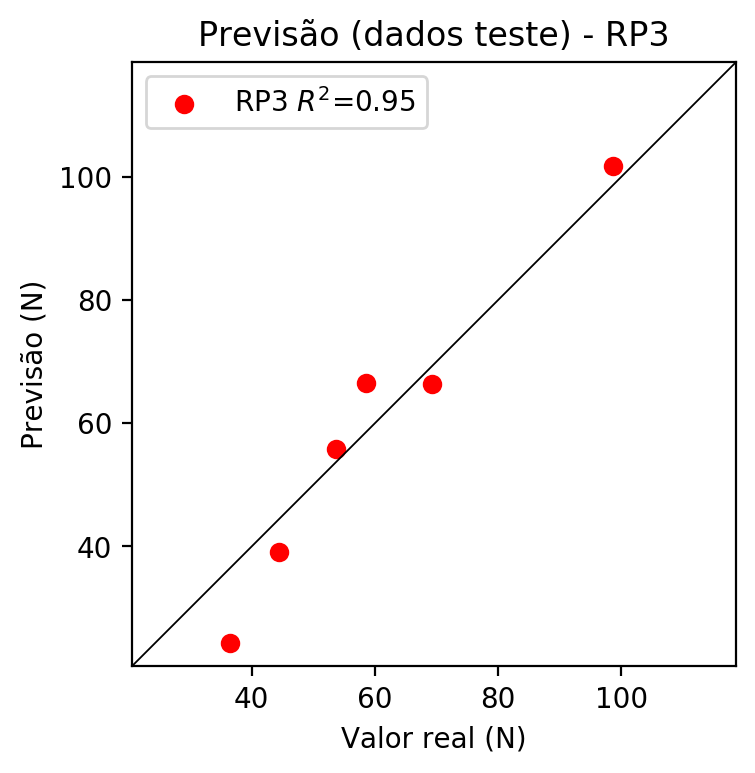 Previsão (dados teste) - RP3
RP3 R²=0.95
100
80
60
40
Previsão (N)
40 60 80 100
Valor real (N)